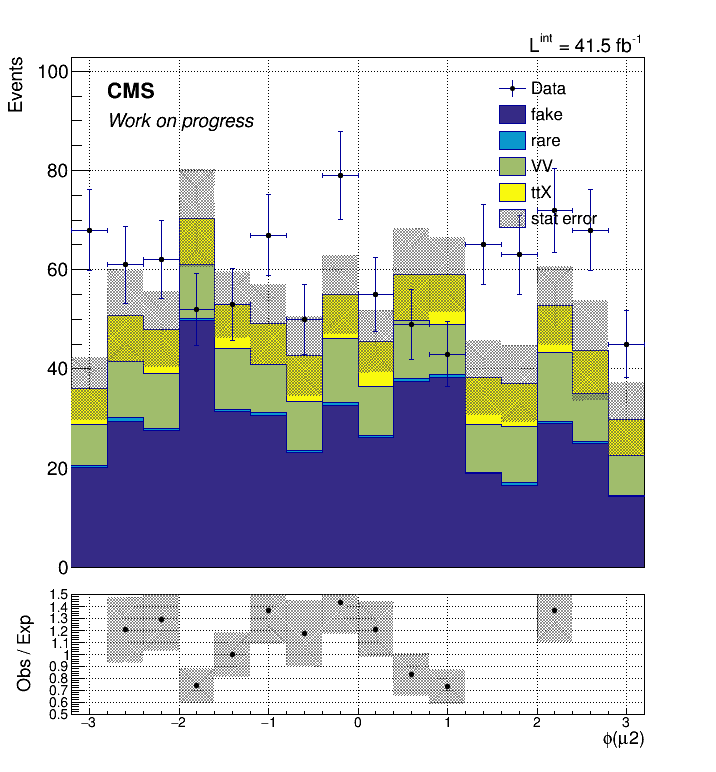 L^int = 41.5 fb^-1
Events
CMS
Work on progress
Data
fake
rare
VV
ttX
stat error
100
80
60
40
20
0
Obs / Exp
1.5
1.4
1.3
1.2
1.1
1
0.9
0.8
0.7
0.6
0.5
−3 −2 −1 0 1 2 3
ϕ(μ2)